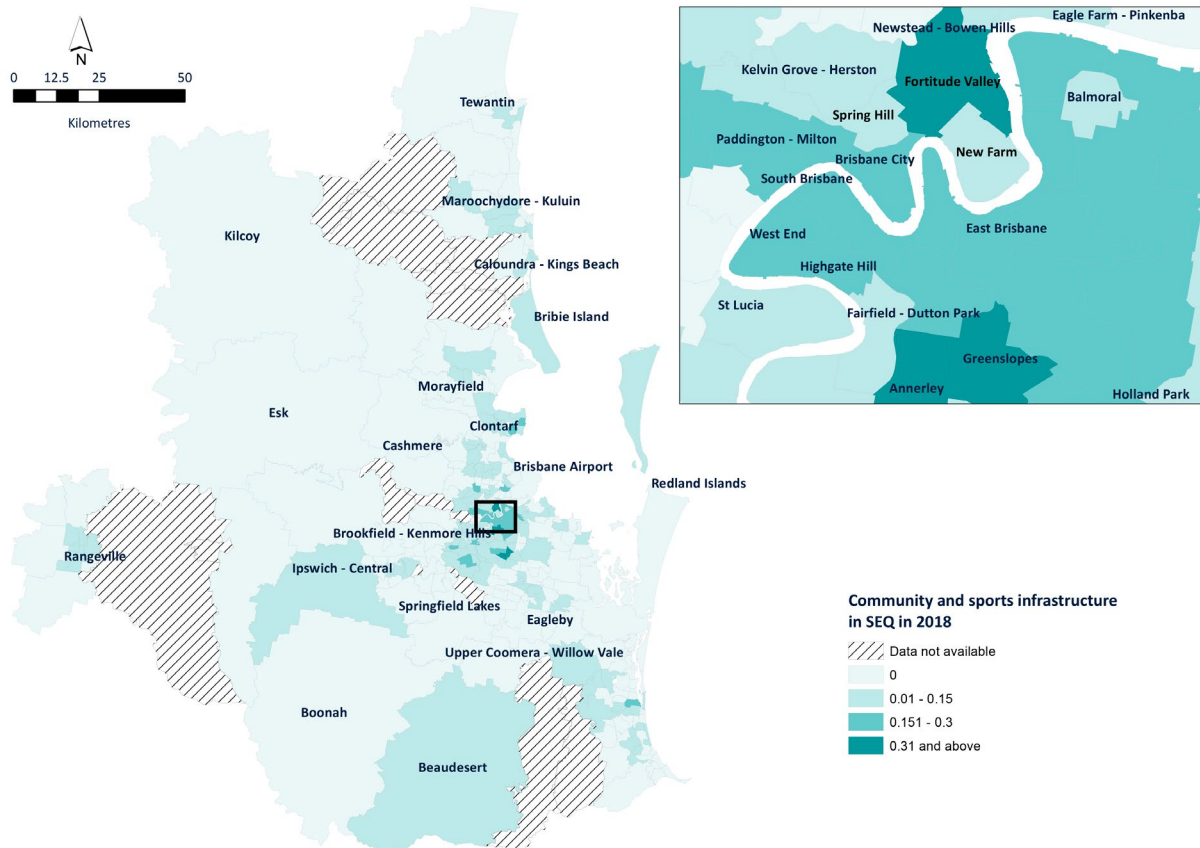 N
0 12.5 25 50
Kilometres
Tewantin
Maroochydore - Kuluin
Kilcoy
Caloundra - Kings Beach
Bribie Island
Morayfield
Esk
Clontarf
Cashmere
Brisbane Airport
Redland Islands
Brookfield - Kenmore Hills
Rangeville
Ipswich - Central
Springfield Lakes
Eagleby
Upper Coomera - Willow Vale
Boonah
Beaudesert
Eagle Farm - Pinkenba
Newstead - Bowen Hills
Kelvin Grove - Herston
Fortitude Valley
Balmoral
Spring Hill
Paddington - Milton
New Farm
Brisbane City
South Brisbane
East Brisbane
West End
Highgate Hill
St Lucia
Fairfield - Dutton Park
Greenslopes
Annerley
Holland Park
Community and sports infrastructure
in SEQ in 2018
Data not available
0
0.01 - 0.15
0.151 - 0.3
0.31 and above